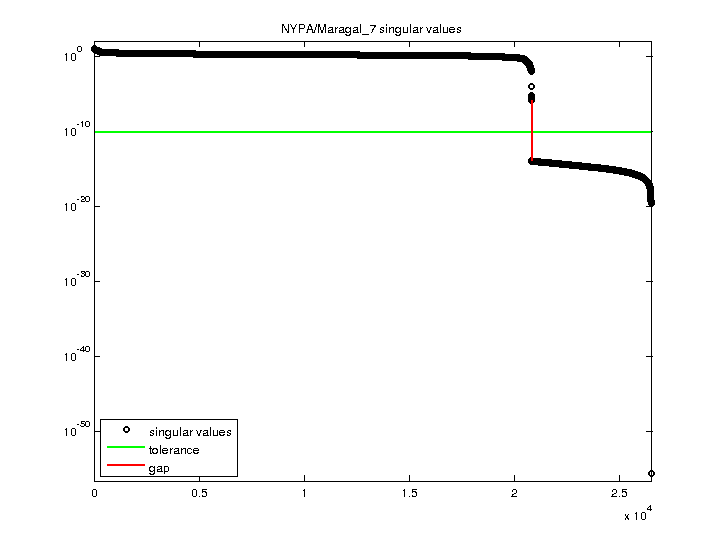 NYPA/Maragal_7 singular values
10^0
10^-10
10^-20
10^-30
10^-40
10^-50
singular values
tolerance
gap
0 0.5 1 1.5 2 2.5
x 10^4